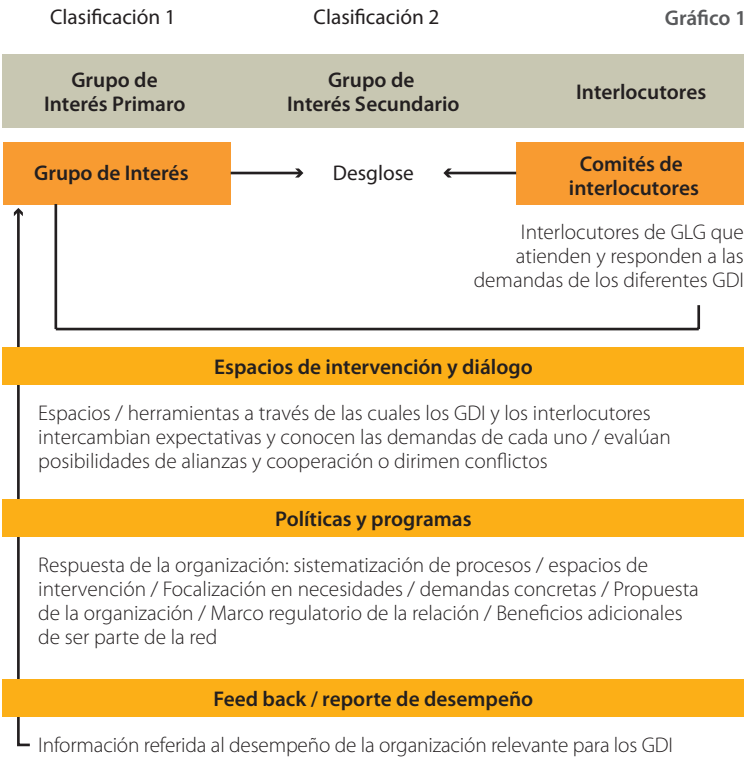 Clasificación 1
Clasificación 2
Gráfico 1
Grupo de
Interés Primaro
Grupo de
Interés Secundario
Interlocutores
Grupo de Interés
Desglose
Comités de
interlocutores
Interlocutores de GLG que
atienden y responden a las
demandas de los diferentes GDI
Espacios de intervención y diálogo
Espacios / herramientas a través de las cuales los GDI y los interlocutores
intercambian expectativas y conocen las demandas de cada uno / evalúan
posibilidades de alianzas y cooperación o dirimen conflictos
Políticas y programas
Respuesta de la organización: sistematización de procesos / espacios de
intervención / Focalización en necesidades / demandas concretas / Propuesta
de la organización / Marco regulatorio de la relación / Beneficios adicionales
de ser parte de la red
Feed back / reporte de desempeño
Información referida al desempeño de la organización relevante para los GDI